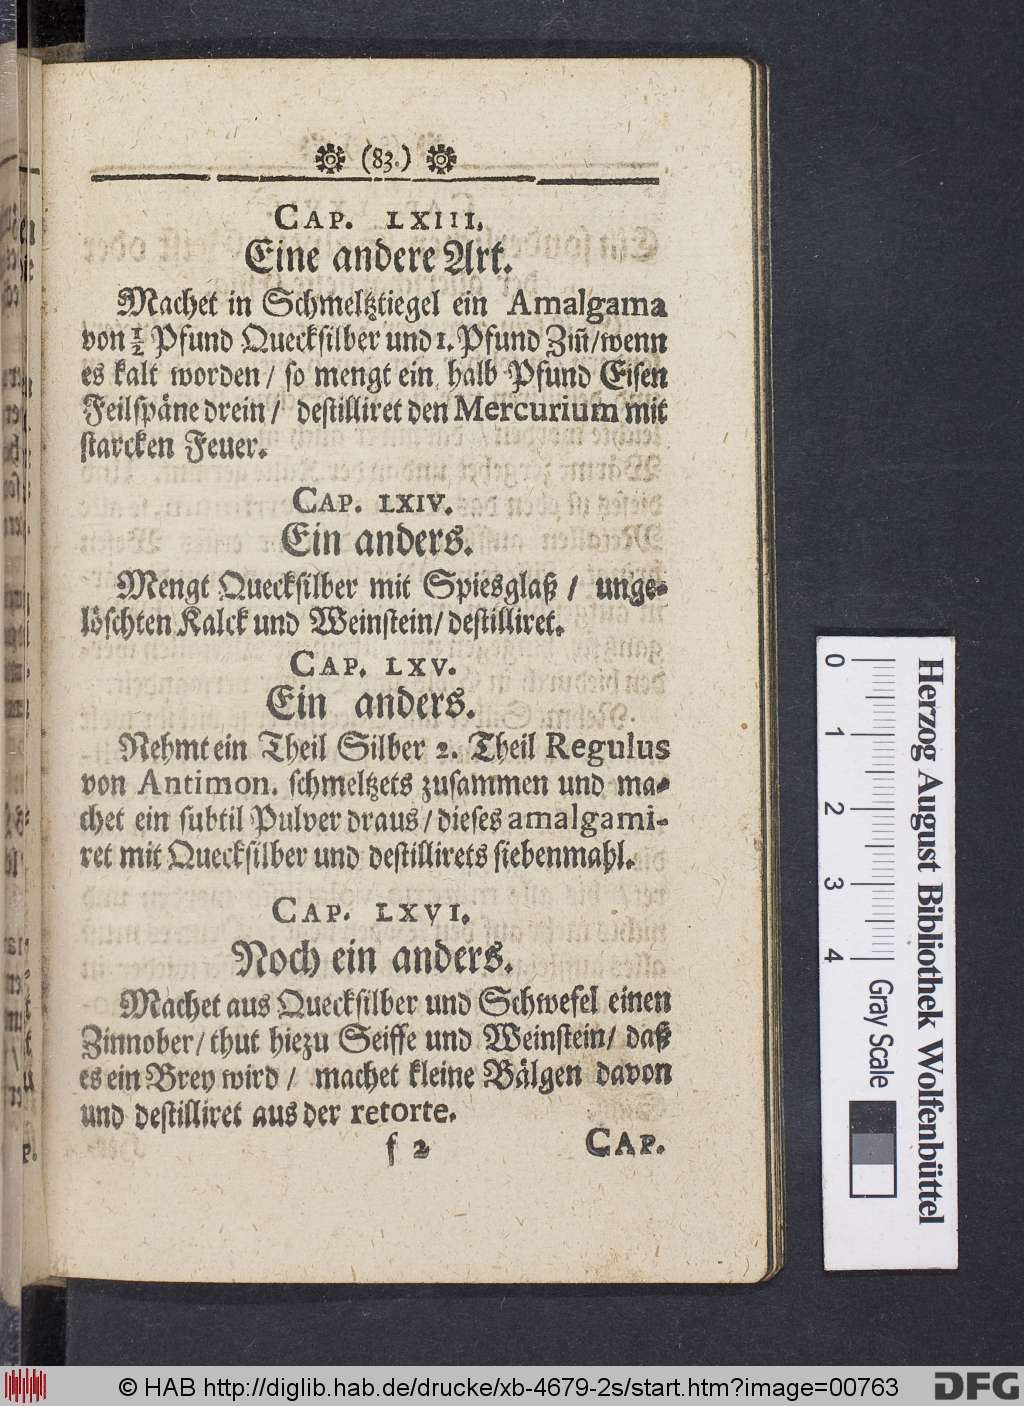 (83.)
CAP. LXIII.
Eine andere Art.
Machet in Schmeltztiegel ein Amalgama
von ½ Pfund Quecksilber und 1. Pfund Zim̃/ wenn
es kalt worden / so mengt ein halb Pfund Eisen
Feilspäne drein / destilliret den Mercurium mit
starcken Feuer.
CAP. LXIV.
Ein anders.
Mengt Quecksilber mit Spiesglaß / unge-
löschten Kalck und Weinstein/ destilliret.
CAP. LXV.
Ein anders.
Nehmt ein Theil Silber 2. Theil Regulus
von Antimon. schmeltzets zusammen und ma-
chet ein subtil Pulver draus / dieses amalgami-
ret mit Quecksilber und destillirets siebenmahl.
CAP. LXVI.
Noch ein anders.
Machet aus Quecksilber und Schwefel einen
Zinnober/ thut hiezu Seiffe und Weinstein/ daß
es ein Brey wird / machet kleine Bälgen davon
und destilliret aus der retorte.
f 2 CAP.
0 1 2 3 4
Herzog August Bibliothek Wolfenbüttel
Gray Scale
© HAB http://diglib.hab.de/drucke/xb-4679-2s/start.htm?image=00763
DFG